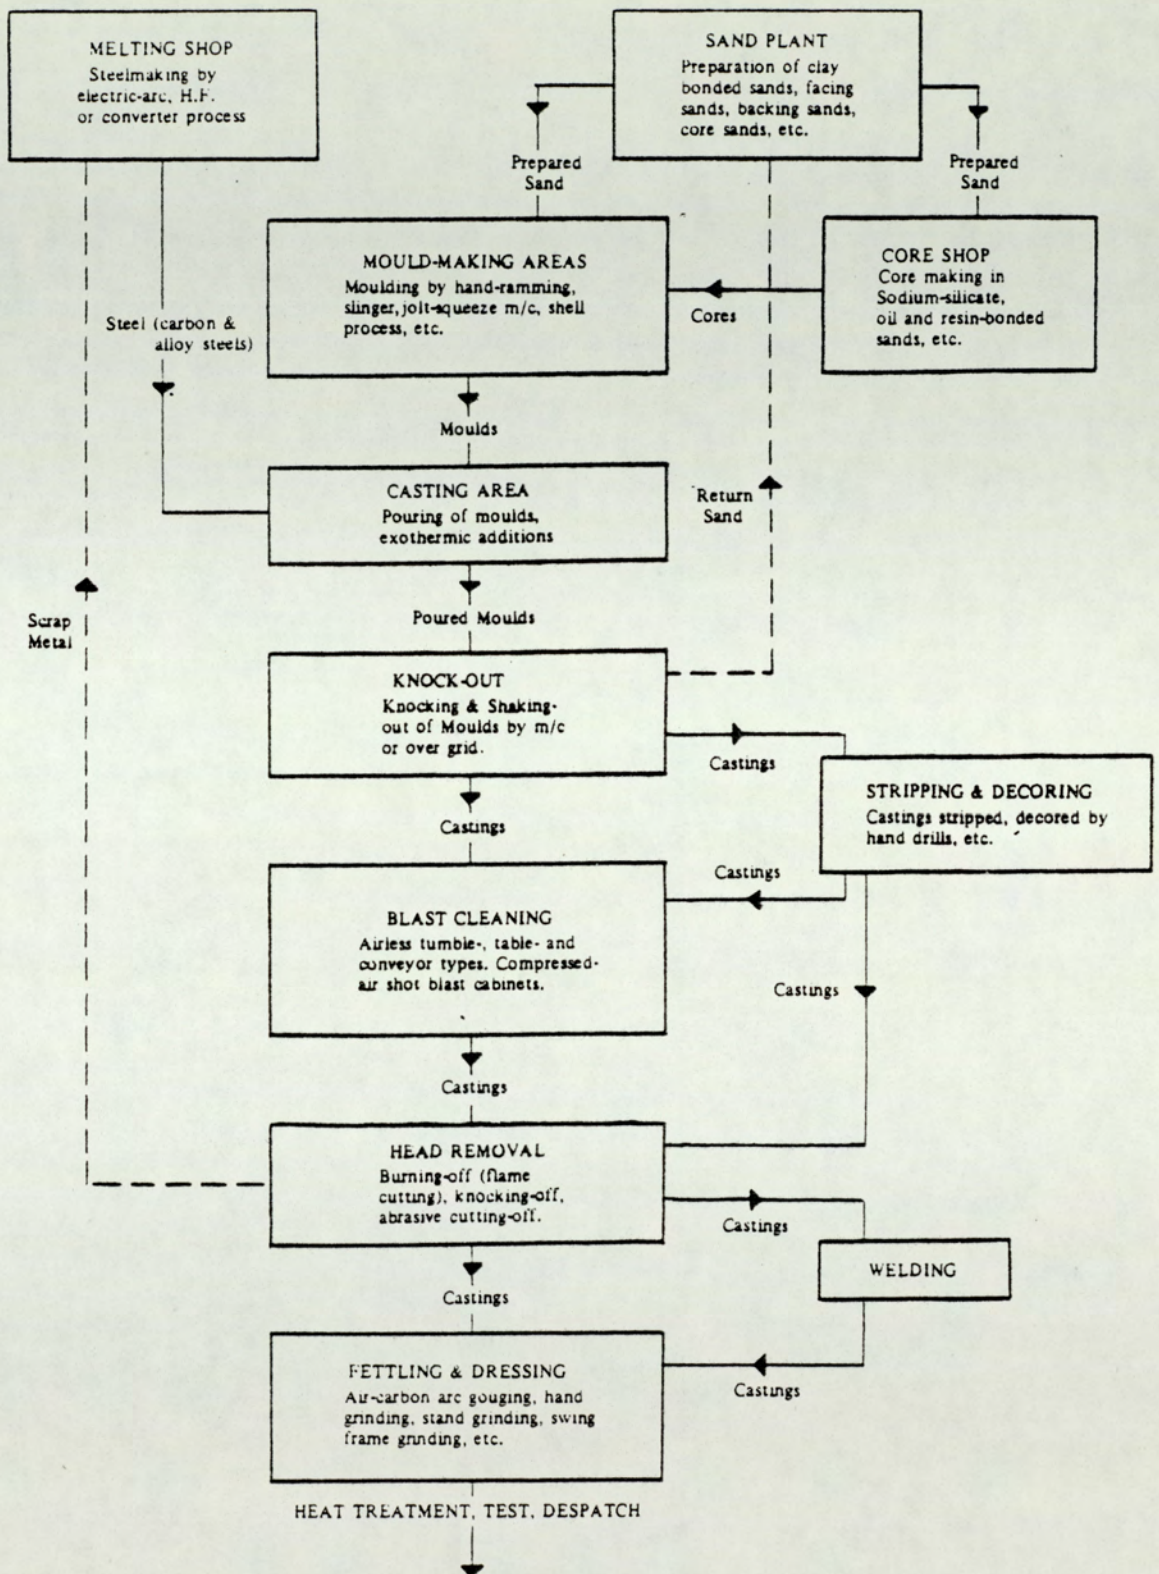 MELTING SHOP
Steelmaking by
electric-arc, H.F.
or converter process
SAND PLANT
Preparation of clay
bonded sands, facing
sands, backing sands,
core sands, etc.
Prepared
Sand
Prepared
Sand
MOULD-MAKING AREAS
Moulding by hand-ramming,
slinger, jolt-squeeze m/c, shell
process, etc.
CORE SHOP
Core making in
Sodium-silicate,
oil and resin-bonded
sands, etc.
Cores
Steel (carbon &
alloy steels)
Moulds
CASTING AREA
Pouring of moulds,
exothermic additions
Return
Sand
Poured Moulds
Scrap
Metal
KNOCK-OUT
Knocking & Shaking-
out of Moulds by m/c
or over grid.
Castings
STRIPPING & DECORING
Castings stripped, decored by
hand drills, etc.
Castings
Castings
BLAST CLEANING
Airless tumble-, table- and
conveyor types. Compressed-
air shot blast cabinets.
Castings
Castings
HEAD REMOVAL
Burning-off (flame
cutting), knocking-off,
abrasive cutting-off.
Castings
WELDING
Castings
FETTLING & DRESSING
Air-carbon arc gouging, hand
grinding, stand grinding, swing
frame grinding, etc.
Castings
HEAT TREATMENT, TEST, DESPATCH